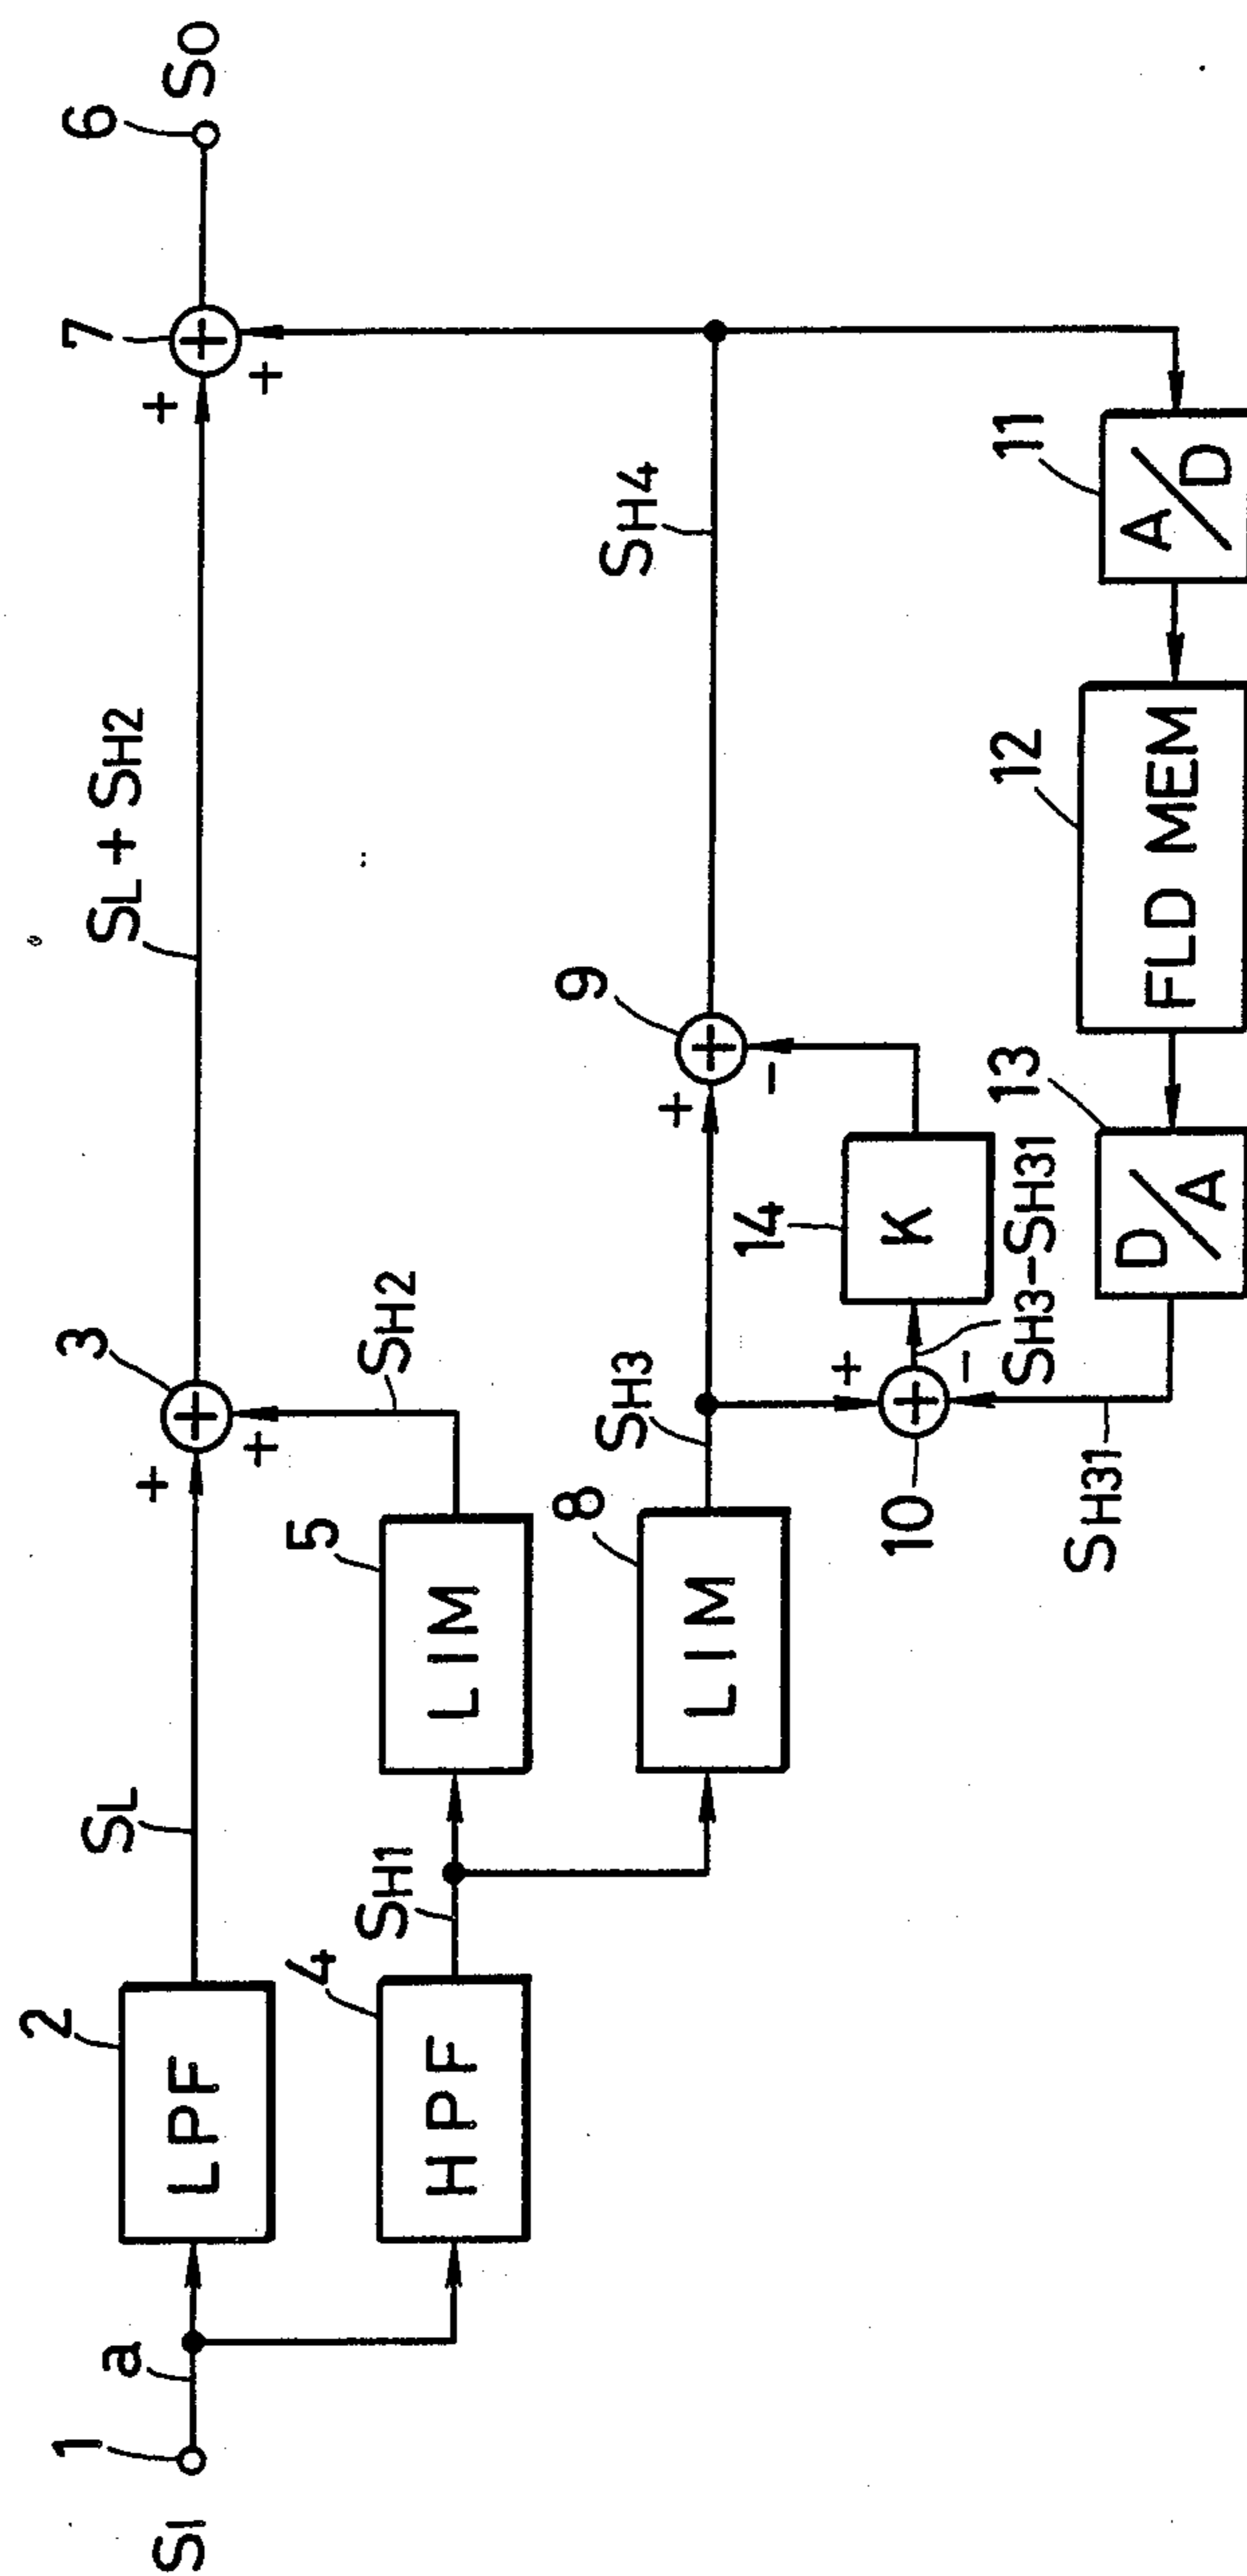 SI
1
a
2
LPF
SL
3
+
+
+
SL + SH2
7
+
+
+
6
SO
4
HPF
SH1
5
LIM
SH2
8
LIM
SH3
9
+
+
-
SH4
10
+
+
-
SH3-SH31
14
K
SH31
13
D/A
12
FLD MEM
11
A/D